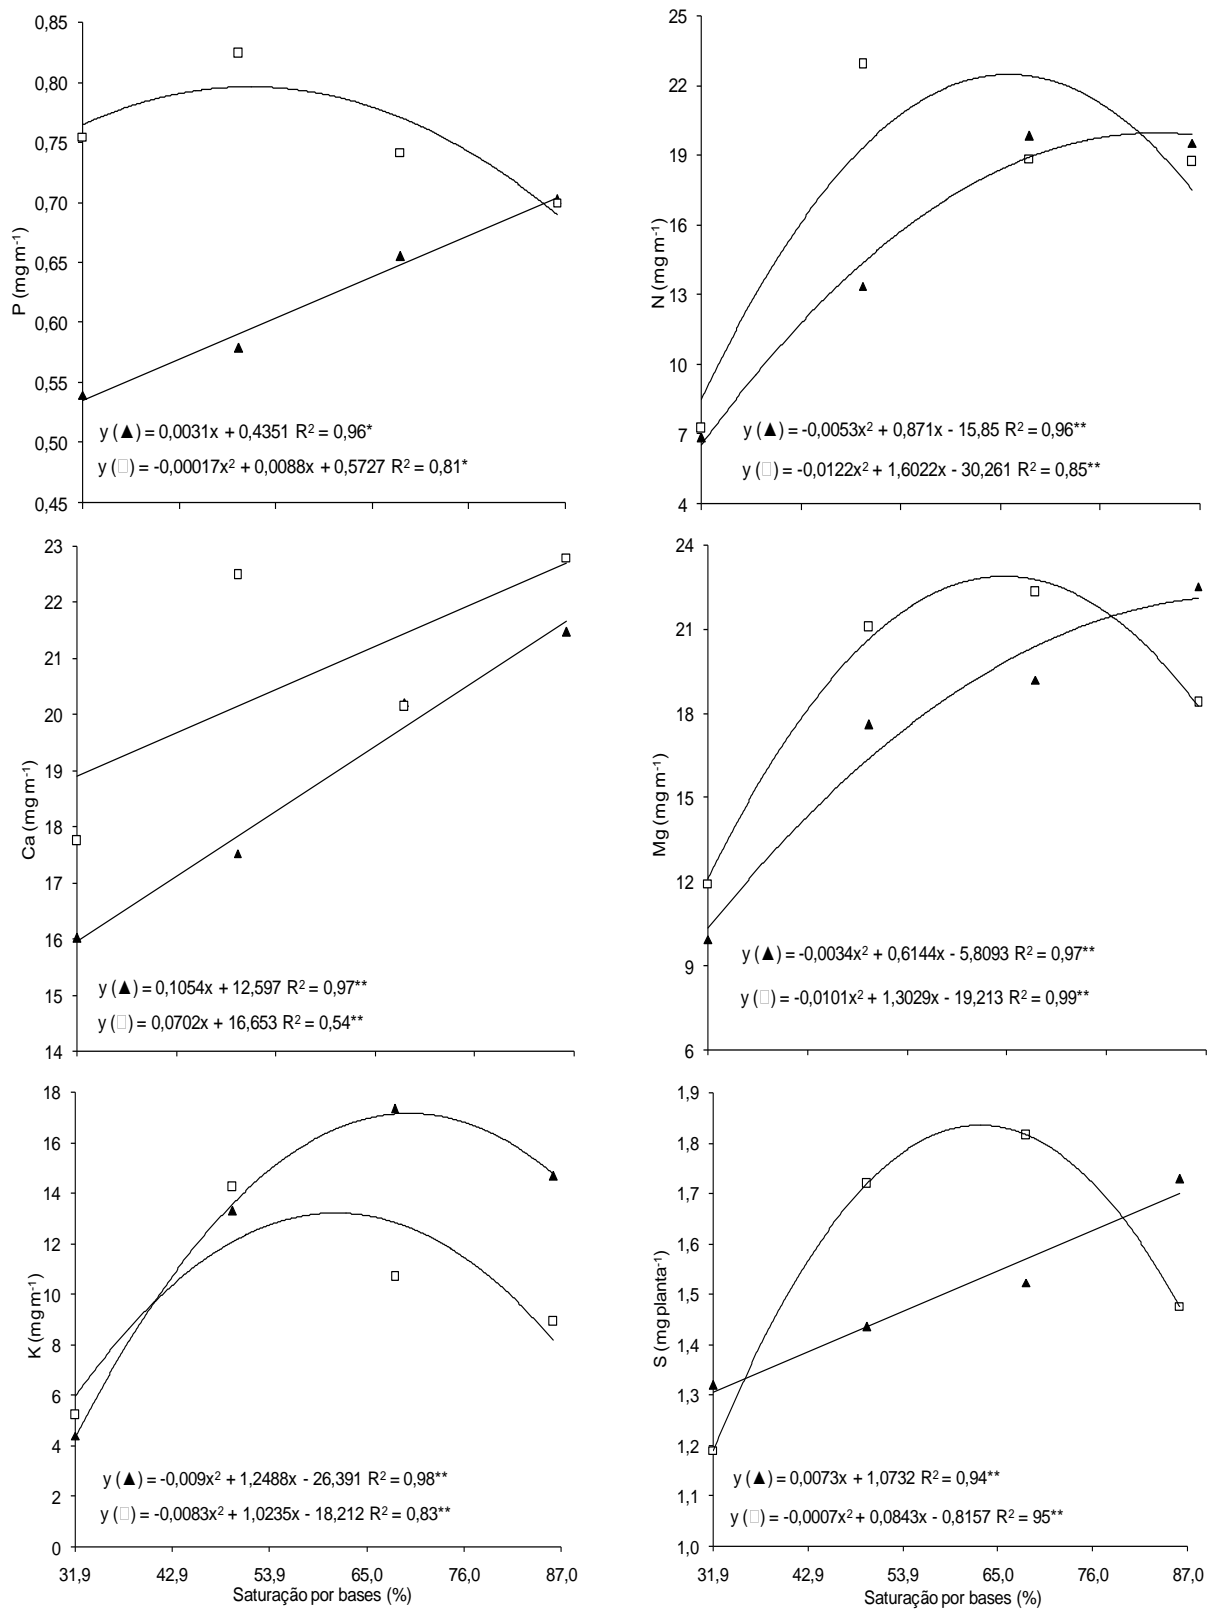 0,85
0,80
0,75
0,70
0,65
0,60
0,55
0,50
0,45
P (mg m⁻¹)
y (▲) = 0,0031x + 0,4351 R² = 0,96*
y (□) = -0,00017x² + 0,0088x + 0,5727 R² = 0,81*
25
22
19
16
13
10
7
4
N (mg m⁻¹)
y (▲) = -0,0053x² + 0,871x - 15,85 R² = 0,96**
y (□) = -0,0122x² + 1,6022x - 30,261 R² = 0,85**
23
22
21
20
19
18
17
16
15
14
Ca (mg m⁻¹)
y (▲) = 0,1054x + 12,597 R² = 0,97**
y (□) = 0,0702x + 16,653 R² = 0,54**
24
21
18
15
12
9
6
Mg (mg m⁻¹)
y (▲) = -0,0034x² + 0,6144x - 5,8093 R² = 0,97**
y (□) = -0,0101x² + 1,3029x - 19,213 R² = 0,99**
18
16
14
12
10
8
6
4
2
0
K (mg m⁻¹)
y (▲) = -0,009x² + 1,2488x - 26,391 R² = 0,98**
y (□) = -0,0083x² + 1,0235x - 18,212 R² = 0,83**
31,9 42,9 53,9 65,0 76,0 87,0
Saturação por bases (%)
1,9
1,8
1,7
1,6
1,5
1,4
1,3
1,2
1,1
1,0
S (mg planta⁻¹)
y (▲) = 0,0073x + 1,0732 R² = 0,94**
y (□) = -0,0007x² + 0,0843x - 0,8157 R² = 95**
31,9 42,9 53,9 65,0 76,0 87,0
Saturação por bases (%)